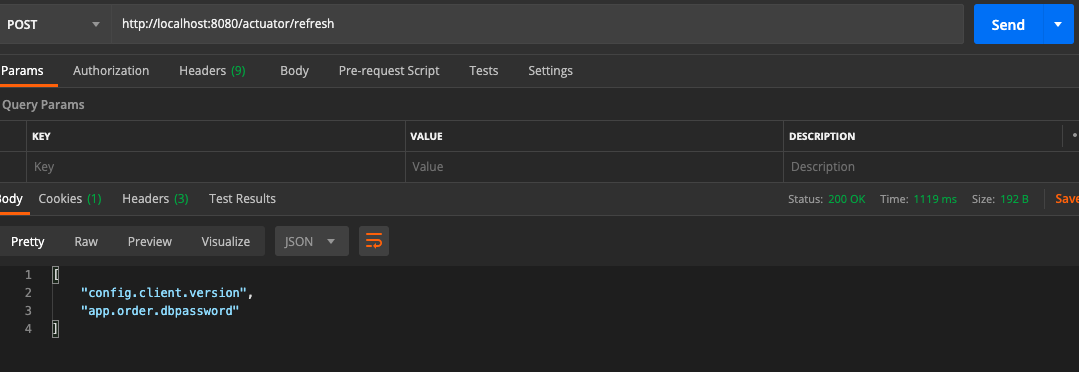 POST http://localhost:8080/actuator/refresh Send
Params Authorization Headers (9) Body Pre-request Script Tests Settings
Query Params
KEY VALUE DESCRIPTION
Key Value Description
Body Cookies (1) Headers (3) Test Results Status: 200 OK Time: 1119 ms Size: 192 B Save
Pretty Raw Preview Visualize JSON
1 [
2 "config.client.version",
3 "app.order.dbpassword"
4 ]